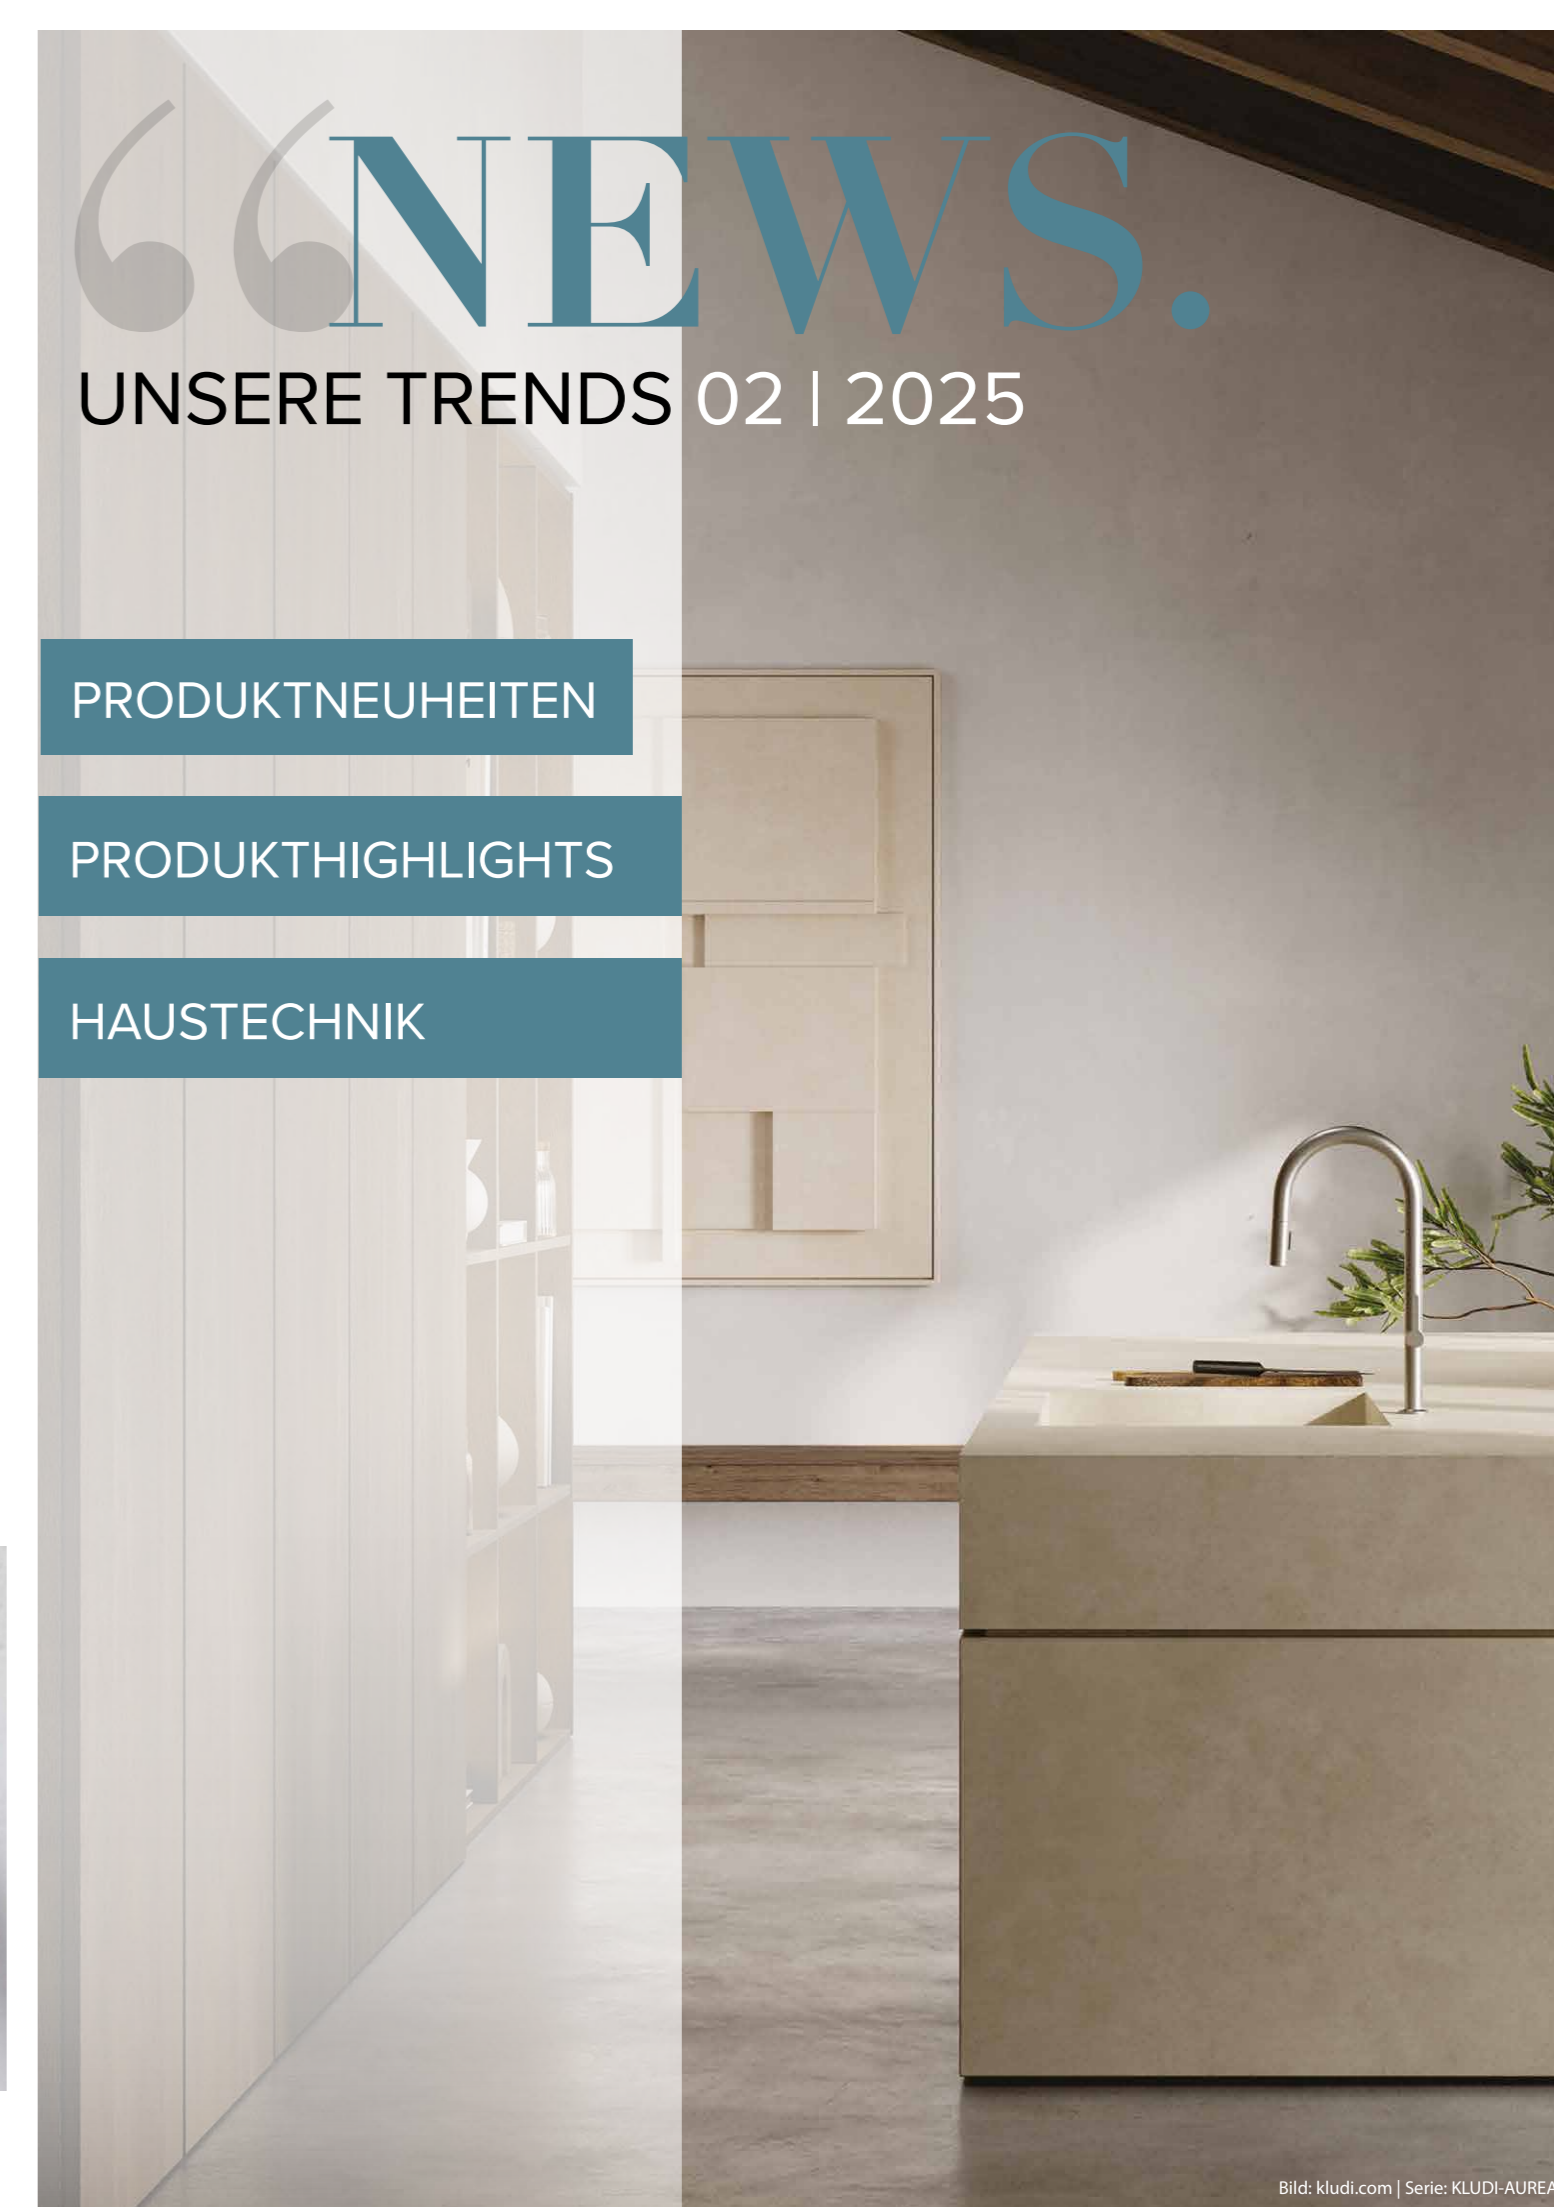 “NEWS.
UNSERE TRENDS 02 | 2025
PRODUKTNEUHEITEN
PRODUKTHIGHLIGHTS
HAUSTECHNIK
Bild: kludi.com | Serie: KLUDI-AUREA